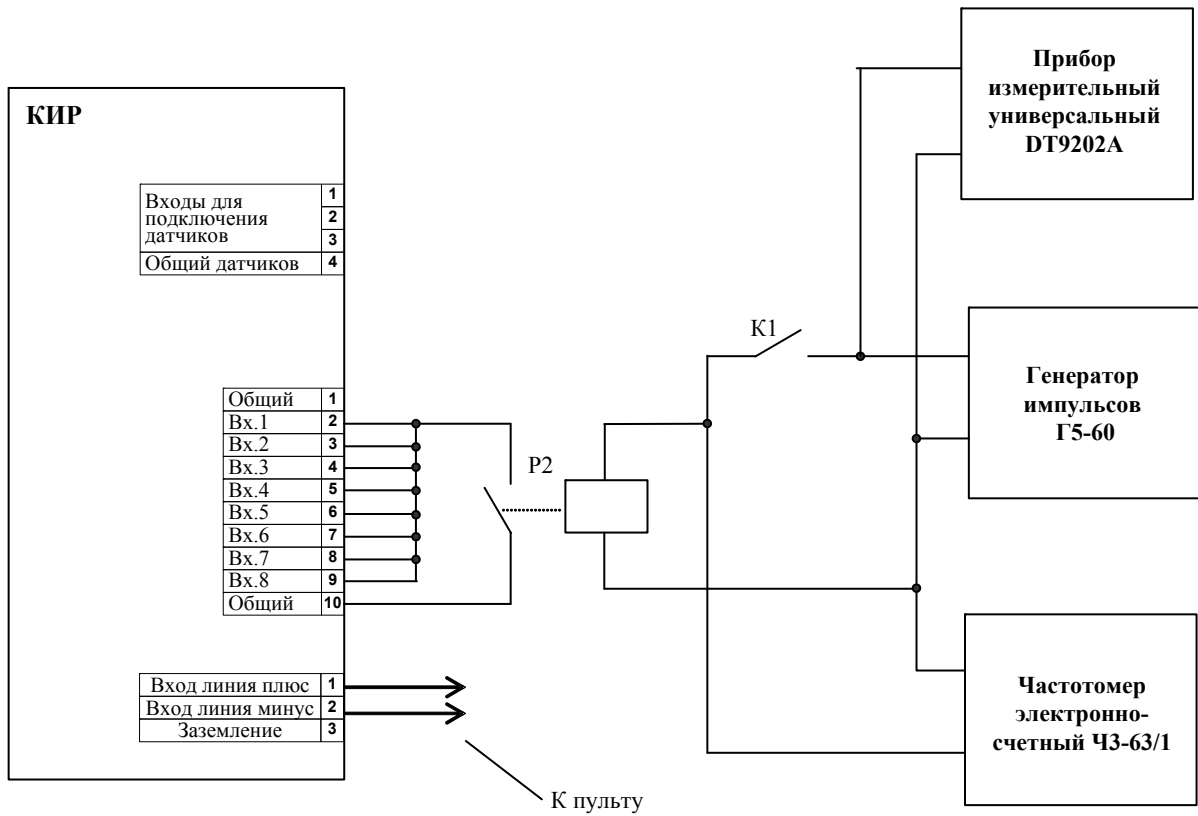 Прибор
измерительный
универсальный
DT9202A
КИР
Входы для
подключения
датчиков
1
2
3
Общий датчиков 4
К1
Генератор
импульсов
Г5-60
Общий 1
Вх.1 2
Вх.2 3
Вх.3 4
Вх.4 5
Вх.5 6
Вх.6 7
Вх.7 8
Вх.8 9
Общий 10
Р2
Вход линия плюс 1
Вход линия минус 2
Заземление 3
Частотомер
электронно-
счетный Ч3-63/1
К пульту